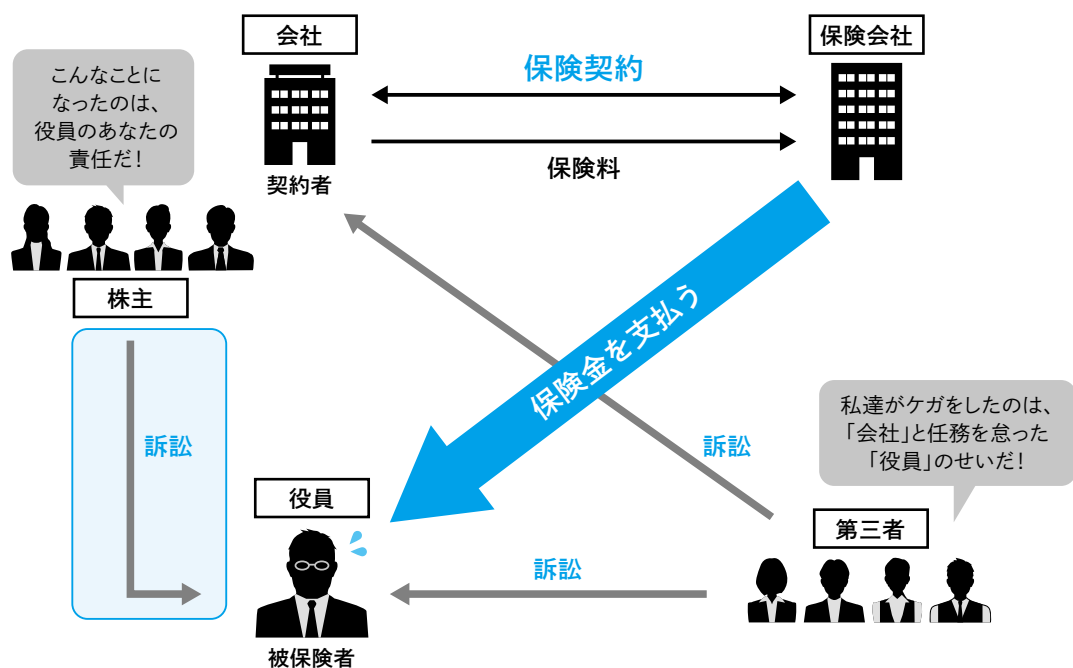 会社
保険会社
保険契約
保険料
契約者
こんなことに
なったのは、
役員のあなたの
責任だ！
株主
訴訟
保険金を支払う
私達がケガをしたのは、
「会社」と任務を怠った
「役員」のせいだ！
訴訟
役員
第三者
訴訟
被保険者